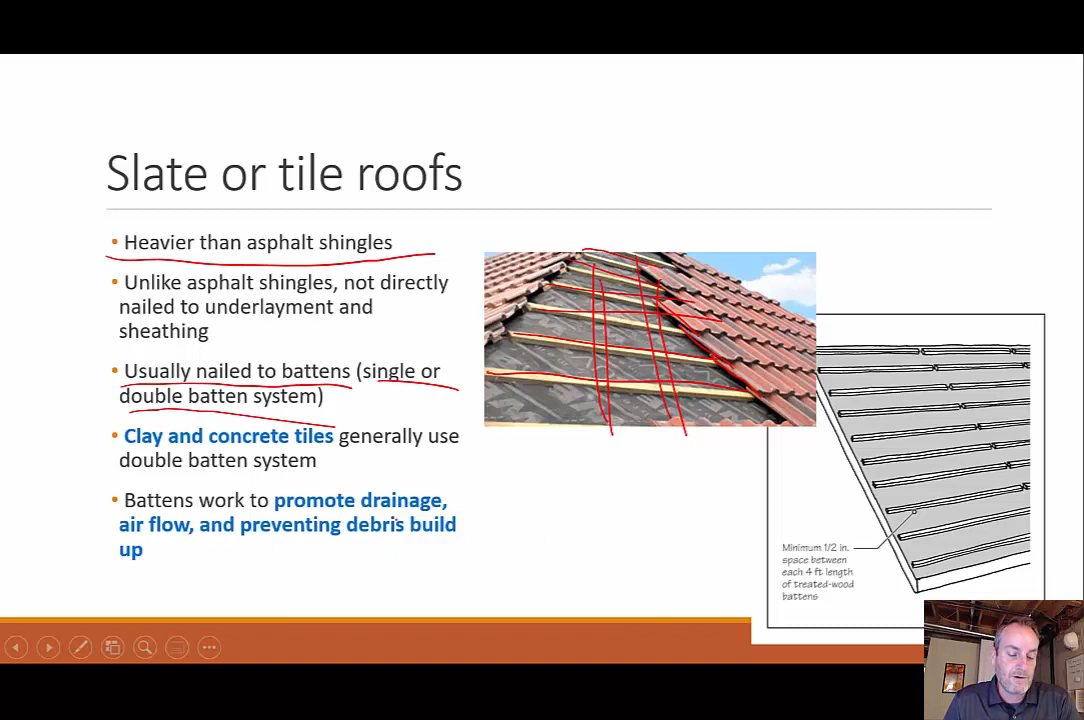 Slate or tile roofs
• Heavier than asphalt shingles
• Unlike asphalt shingles, not directly
nailed to underlayment and
sheathing
• Usually nailed to battens (single or
double batten system)
• Clay and concrete tiles generally use
double batten system
• Battens work to promote drainage,
air flow, and preventing debris build
up
Minimum 1/2 in.
space between
each 4 ft length
of treated-wood
battens